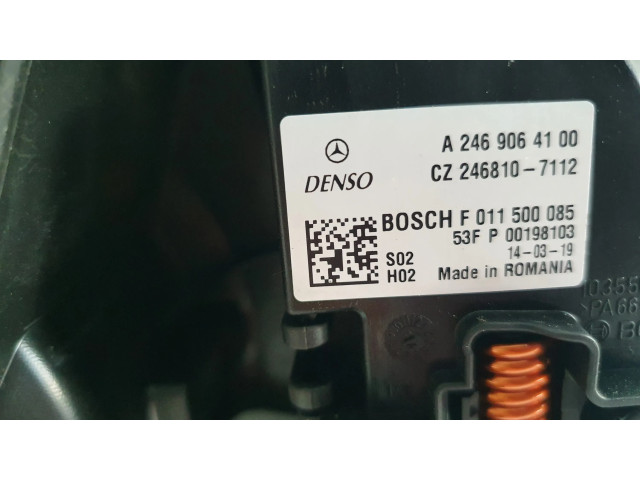 A 246 906 41 00
CZ 246810-7112
DENSO
BOSCH F 011 500 085
53F P 00198103
14-03-19
S02
H02
Made in ROMANIA
PA66